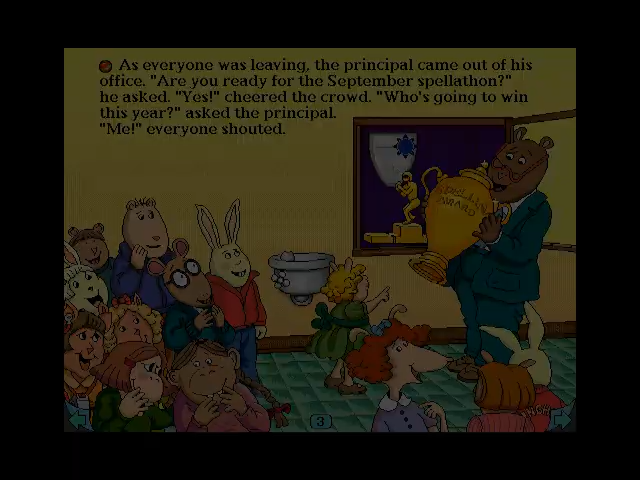 As everyone was leaving, the principal came out of his
office. "Are you ready for the September spellathon?"
he asked. "Yes!" cheered the crowd. "Who's going to win
this year?" asked the principal.
"Me!" everyone shouted.
AWARD
3